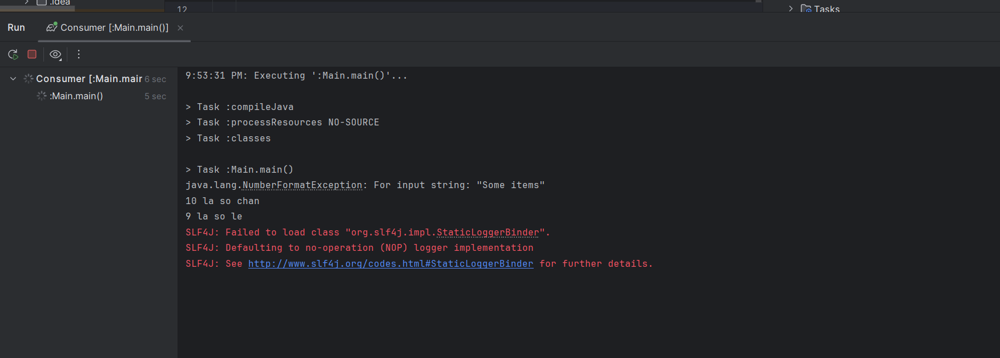 .idea
12
Tasks
Run
Consumer [:Main.main()]
Consumer [:Main.mair 6 sec
:Main.main() 5 sec
9:53:31 PM: Executing ':Main.main()'...
> Task :compileJava
> Task :processResources NO-SOURCE
> Task :classes
> Task :Main.main()
java.lang.NumberFormatException: For input string: "Some items"
10 la so chan
9 la so le
SLF4J: Failed to load class "org.slf4j.impl.StaticLoggerBinder".
SLF4J: Defaulting to no-operation (NOP) logger implementation
SLF4J: See http://www.slf4j.org/codes.html#StaticLoggerBinder for further details.